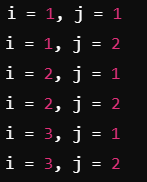 i = 1, j = 1
i = 1, j = 2
i = 2, j = 1
i = 2, j = 2
i = 3, j = 1
i = 3, j = 2